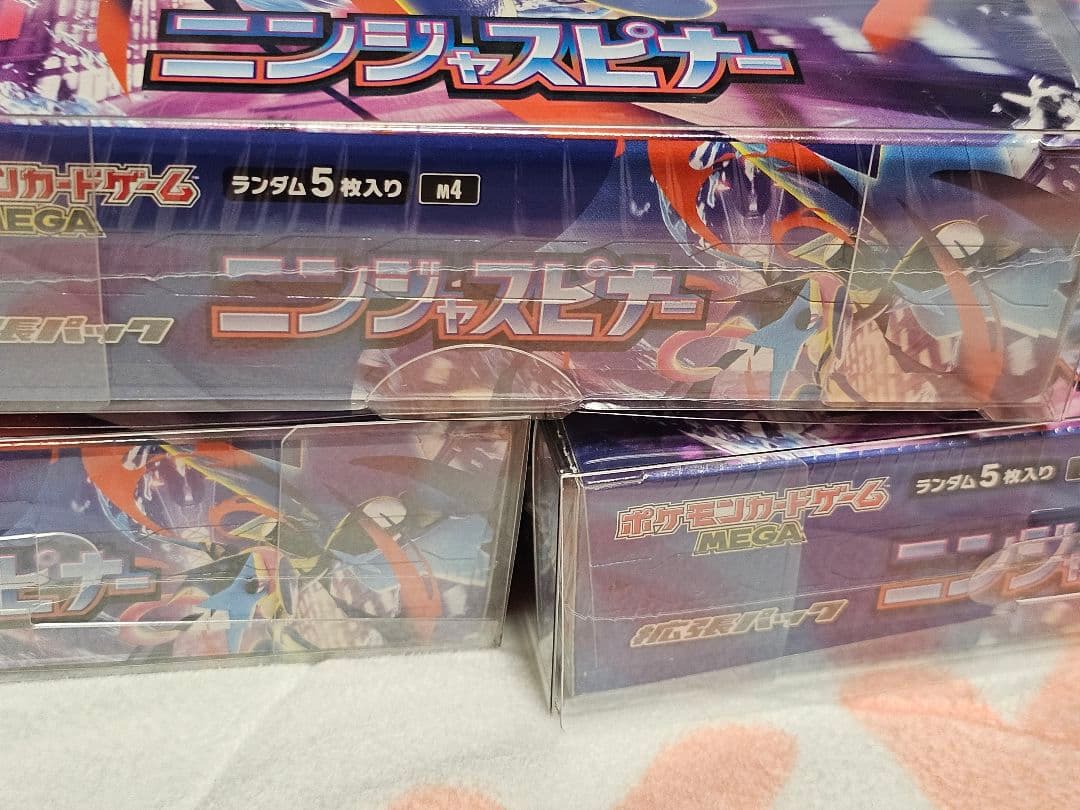 ニンジャスピナー
ンカードゲーム
MEGA
ランダム5枚入り
M4
ニンジャスピナー
張パック
ピナー
ポケモンカードゲーム
MEGA
ランダム5枚入り
ニンジ
拡張パック